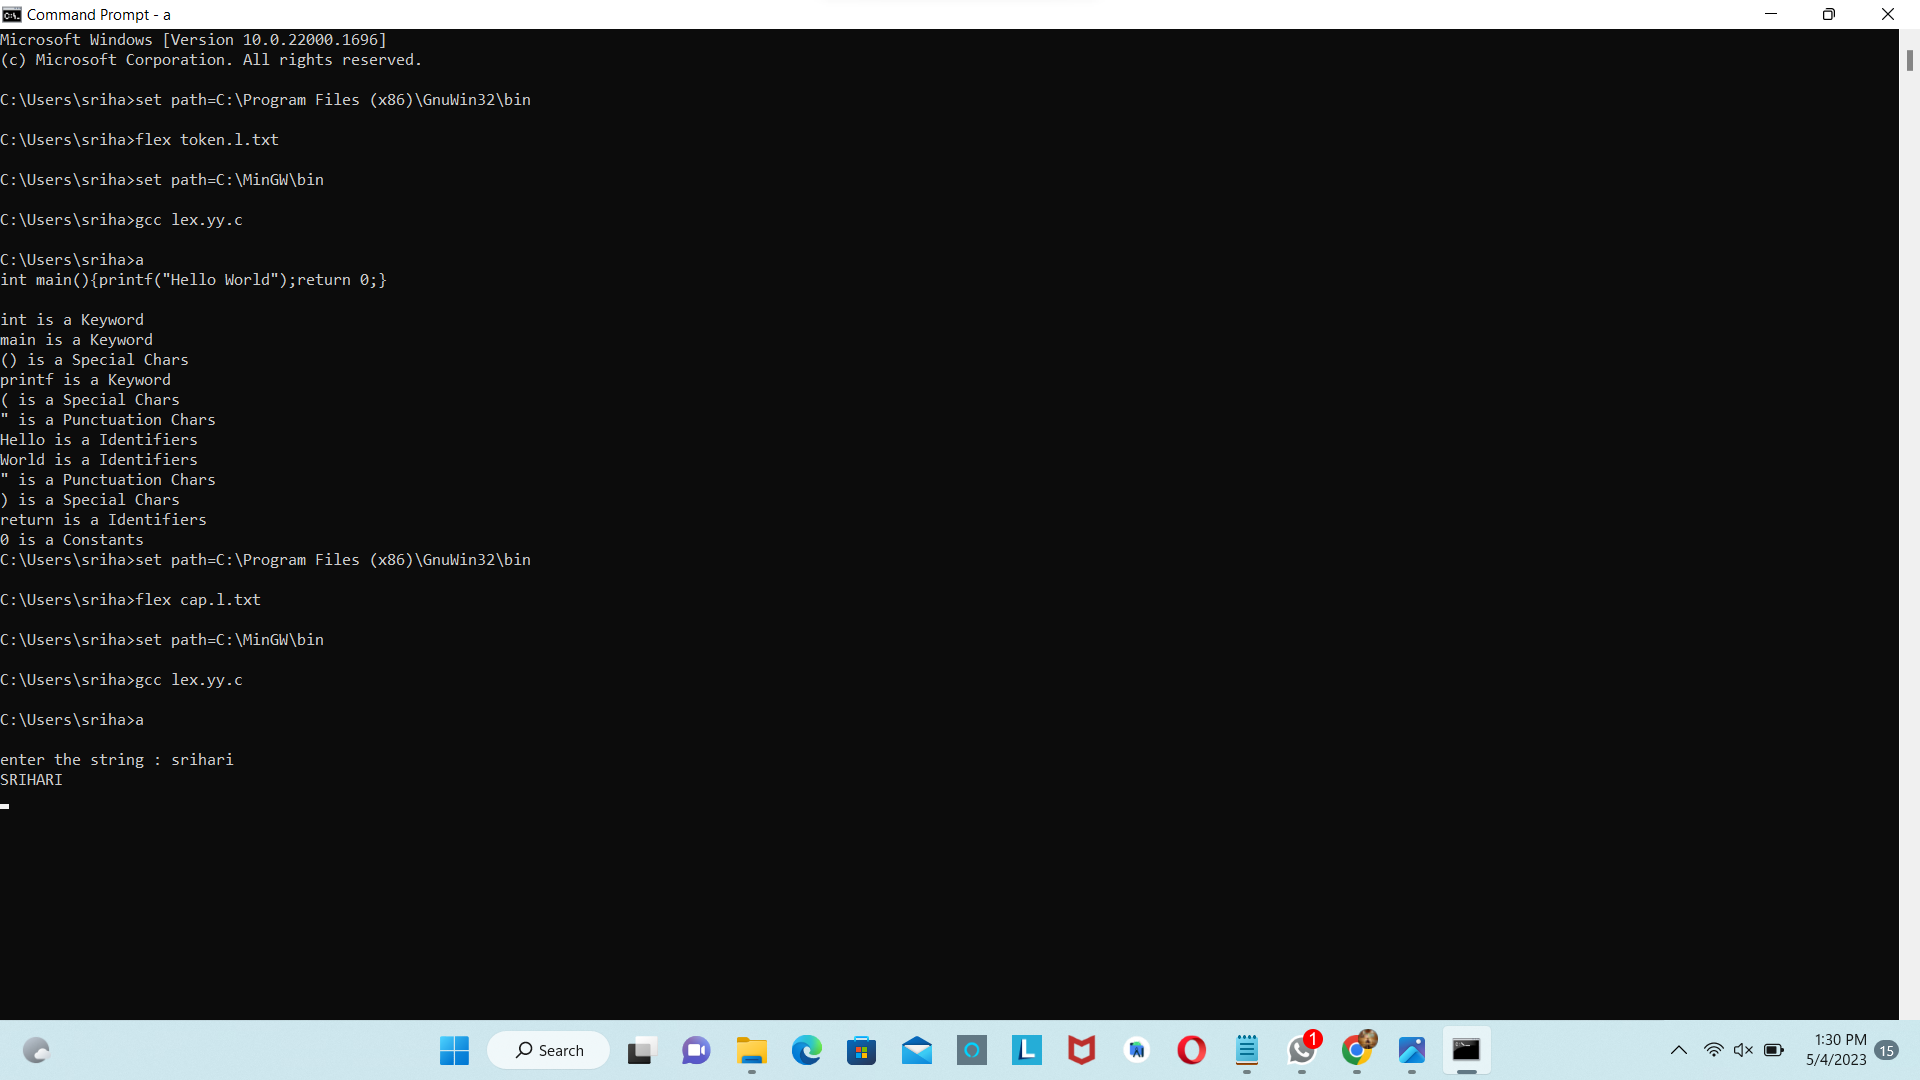 Command Prompt - a
Microsoft Windows [Version 10.0.22000.1696]
(c) Microsoft Corporation. All rights reserved.
C:\Users\sriha>set path=C:\Program Files (x86)\GnuWin32\bin
C:\Users\sriha>flex token.l.txt
C:\Users\sriha>set path=C:\MinGW\bin
C:\Users\sriha>gcc lex.yy.c
C:\Users\sriha>a
int main(){printf("Hello World");return 0;}
int is a Keyword
main is a Keyword
() is a Special Chars
printf is a Keyword
( is a Special Chars
" is a Punctuation Chars
Hello is a Identifiers
World is a Identifiers
" is a Punctuation Chars
) is a Special Chars
return is a Identifiers
0 is a Constants
C:\Users\sriha>set path=C:\Program Files (x86)\GnuWin32\bin
C:\Users\sriha>flex cap.l.txt
C:\Users\sriha>set path=C:\MinGW\bin
C:\Users\sriha>gcc lex.yy.c
C:\Users\sriha>a
enter the string : srihari
SRIHARI
Search
L
AI
1
1:30 PM
5/4/2023
15